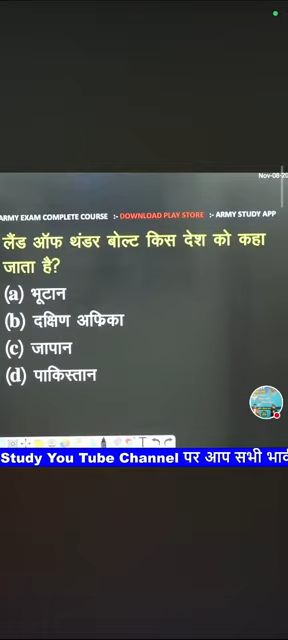 Nov-08-20
ARMY EXAM COMPLETE COURSE :- DOWNLOAD PLAY STORE :- ARMY STUDY APP
लैंड ऑफ थंडर बोल्ट किस देश को कहा
जाता है?
(a) भूटान
(b) दक्षिण अफ्रिका
(c) जापान
(d) पाकिस्तान
Study You Tube Channel पर आप सभी भाई